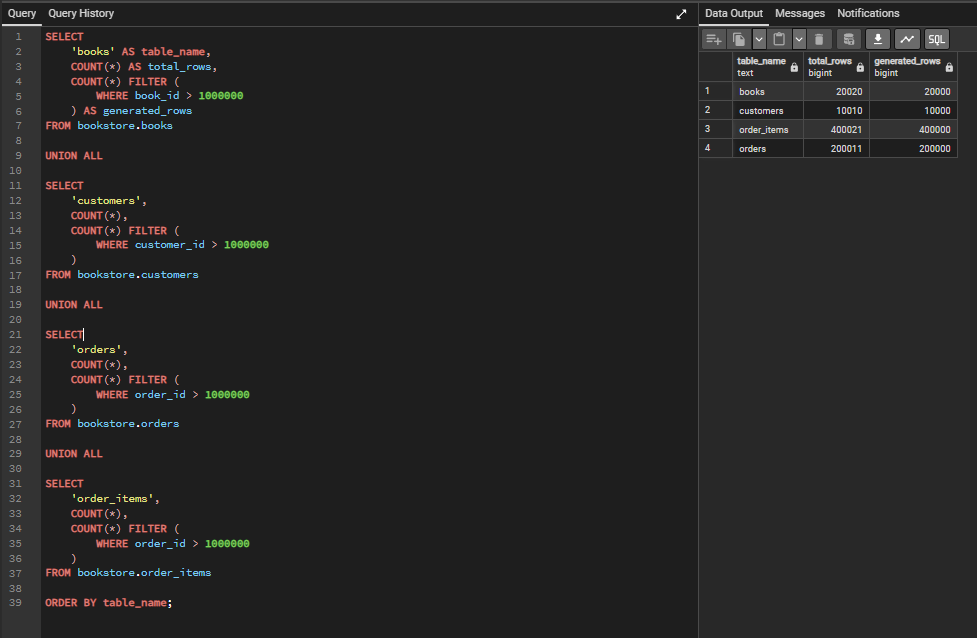 Query Query History
1 SELECT
2 'books' AS table_name,
3 COUNT(*) AS total_rows,
4 COUNT(*) FILTER (
5 WHERE book_id > 1000000
6 ) AS generated_rows
7 FROM bookstore.books
8
9 UNION ALL
10
11 SELECT
12 'customers',
13 COUNT(*),
14 COUNT(*) FILTER (
15 WHERE customer_id > 1000000
16 )
17 FROM bookstore.customers
18
19 UNION ALL
20
21 SELECT
22 'orders',
23 COUNT(*),
24 COUNT(*) FILTER (
25 WHERE order_id > 1000000
26 )
27 FROM bookstore.orders
28
29 UNION ALL
30
31 SELECT
32 'order_items',
33 COUNT(*),
34 COUNT(*) FILTER (
35 WHERE order_id > 1000000
36 )
37 FROM bookstore.order_items
38
39 ORDER BY table_name;
Data Output Messages Notifications
SQL
table_name total_rows generated_rows
text bigint bigint
1 books 20020 20000
2 customers 10010 10000
3 order_items 400021 400000
4 orders 200011 200000